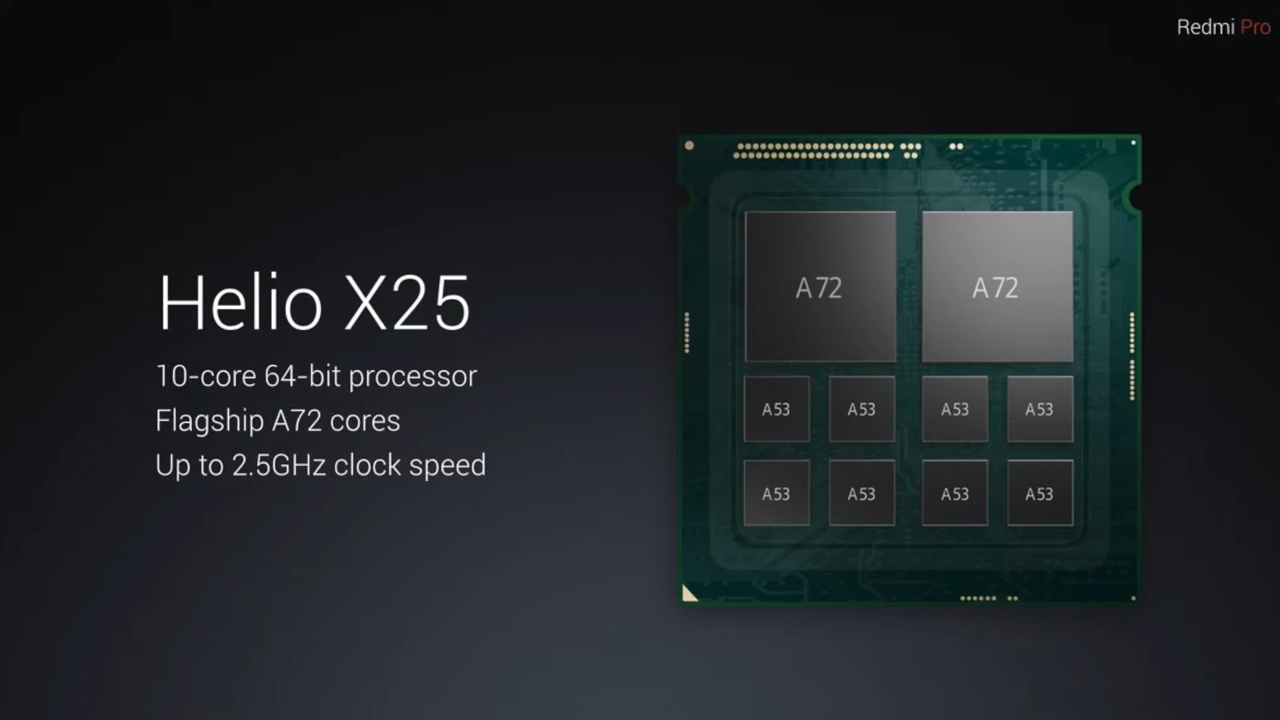 Redmi Pro
Helio X25
10-core 64-bit processor
Flagship A72 cores
Up to 2.5GHz clock speed
A72 A72
A53 A53 A53 A53
A53 A53 A53 A53